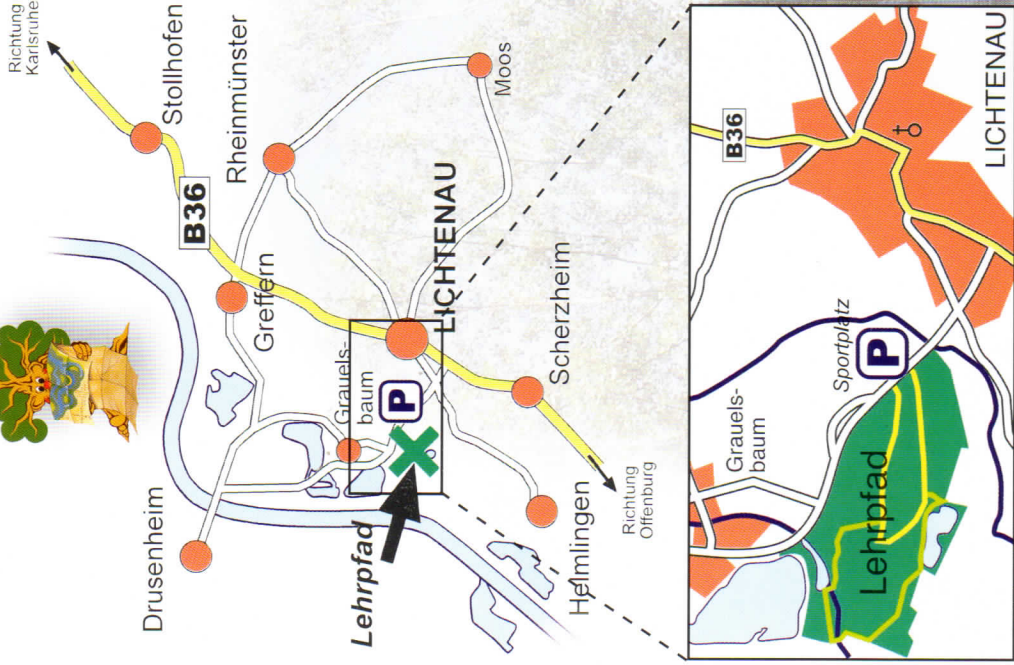 Richtung
Karlsruhe
Stollhofen
B36
Rheinmünster
Moos
Greffern
Drusenheim
Grauels-
baum
P
LICHTENAU
Lehrpfad
Scherzheim
Helmlingen
Richtung
Offenburg
B36
LICHTENAU
Sportplatz
P
Grauels-
baum
Lehrpfad